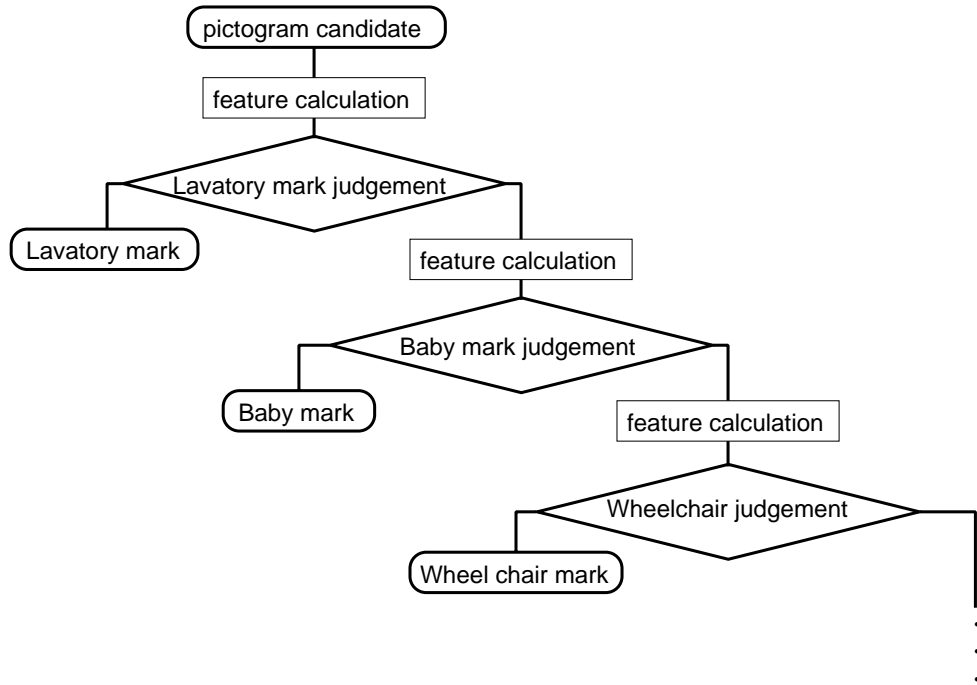 pictogram candidate
feature calculation
Lavatory mark judgement
Lavatory mark
feature calculation
Baby mark judgement
Baby mark
feature calculation
Wheelchair judgement
Wheel chair mark